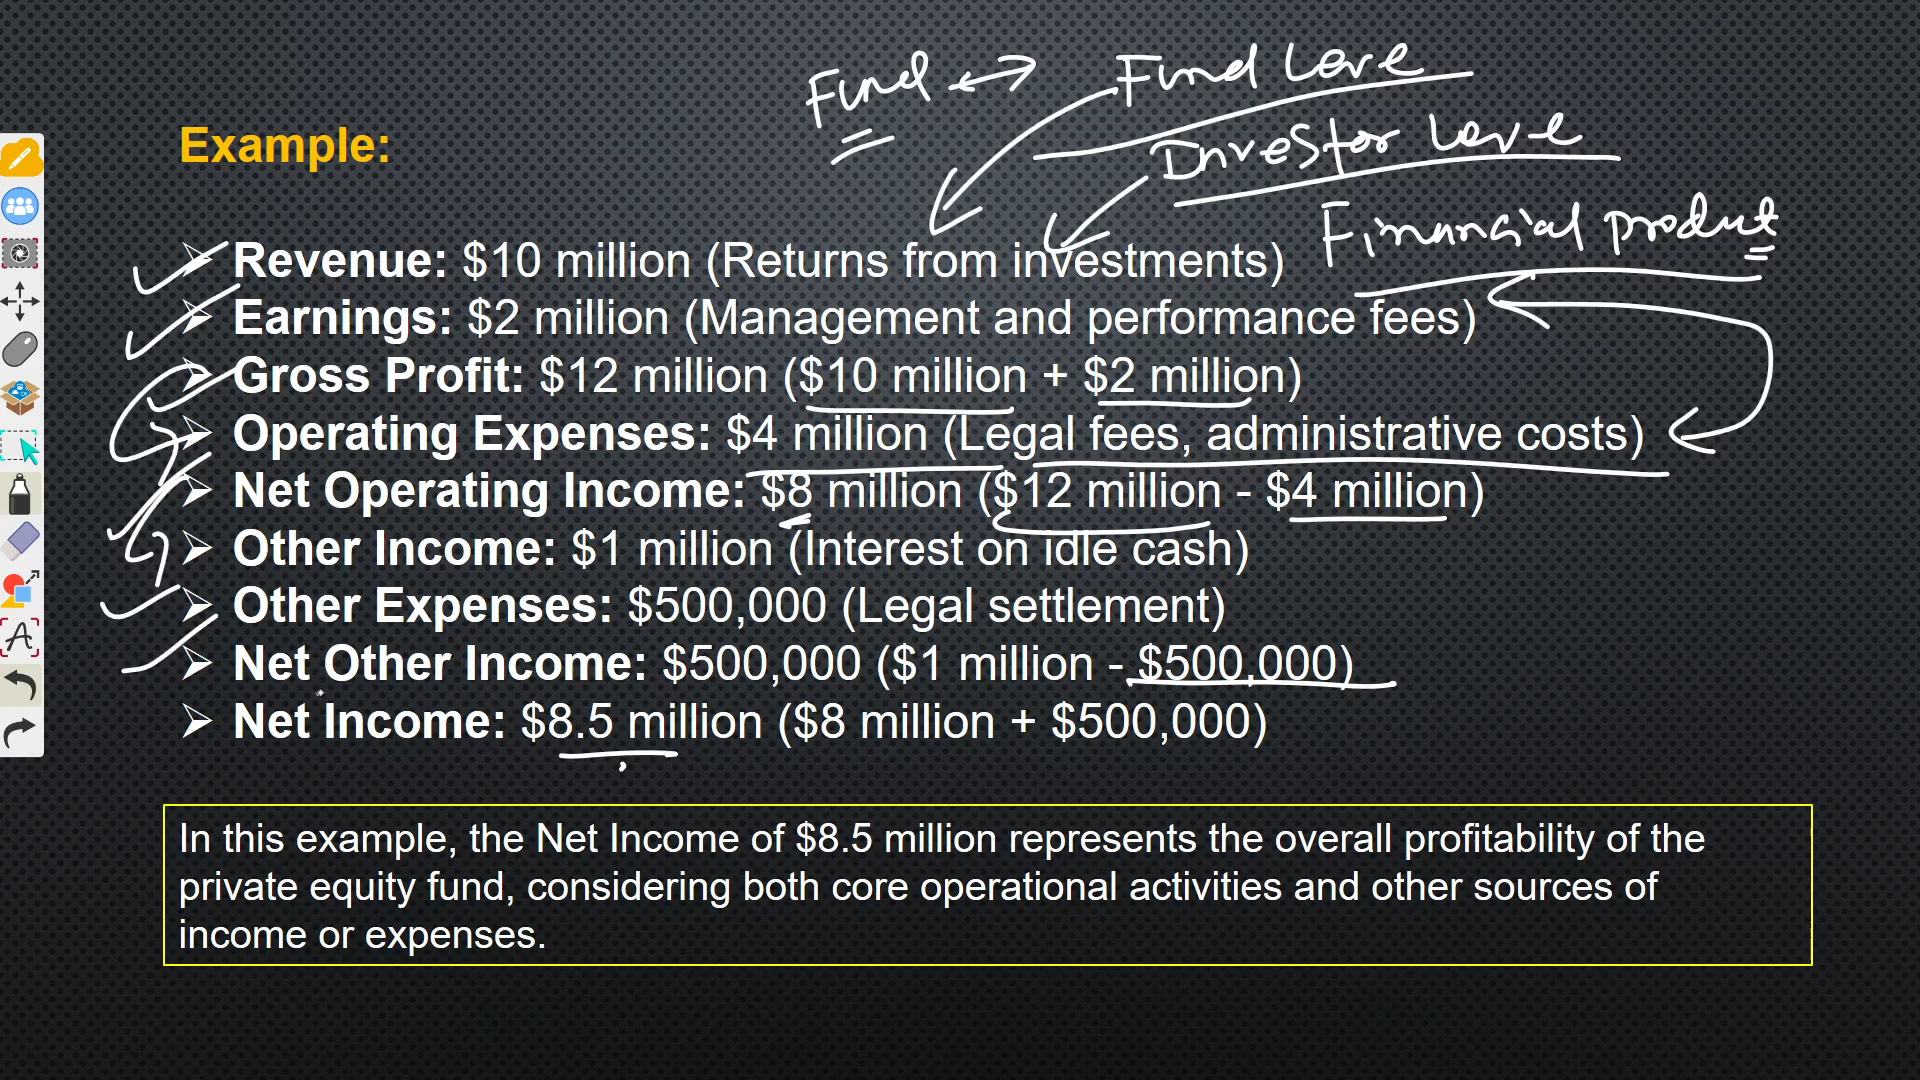 Fund Fund Leve
Investor Leve
Financial product
Example:
Revenue: $10 million (Returns from investments)
Earnings: $2 million (Management and performance fees)
Gross Profit: $12 million ($10 million + $2 million)
Operating Expenses: $4 million (Legal fees, administrative costs)
Net Operating Income: $8 million ($12 million - $4 million)
Other Income: $1 million (Interest on idle cash)
Other Expenses: $500,000 (Legal settlement)
Net Other Income: $500,000 ($1 million - $500,000)
Net Income: $8.5 million ($8 million + $500,000)
In this example, the Net Income of $8.5 million represents the overall profitability of the
private equity fund, considering both core operational activities and other sources of
income or expenses.